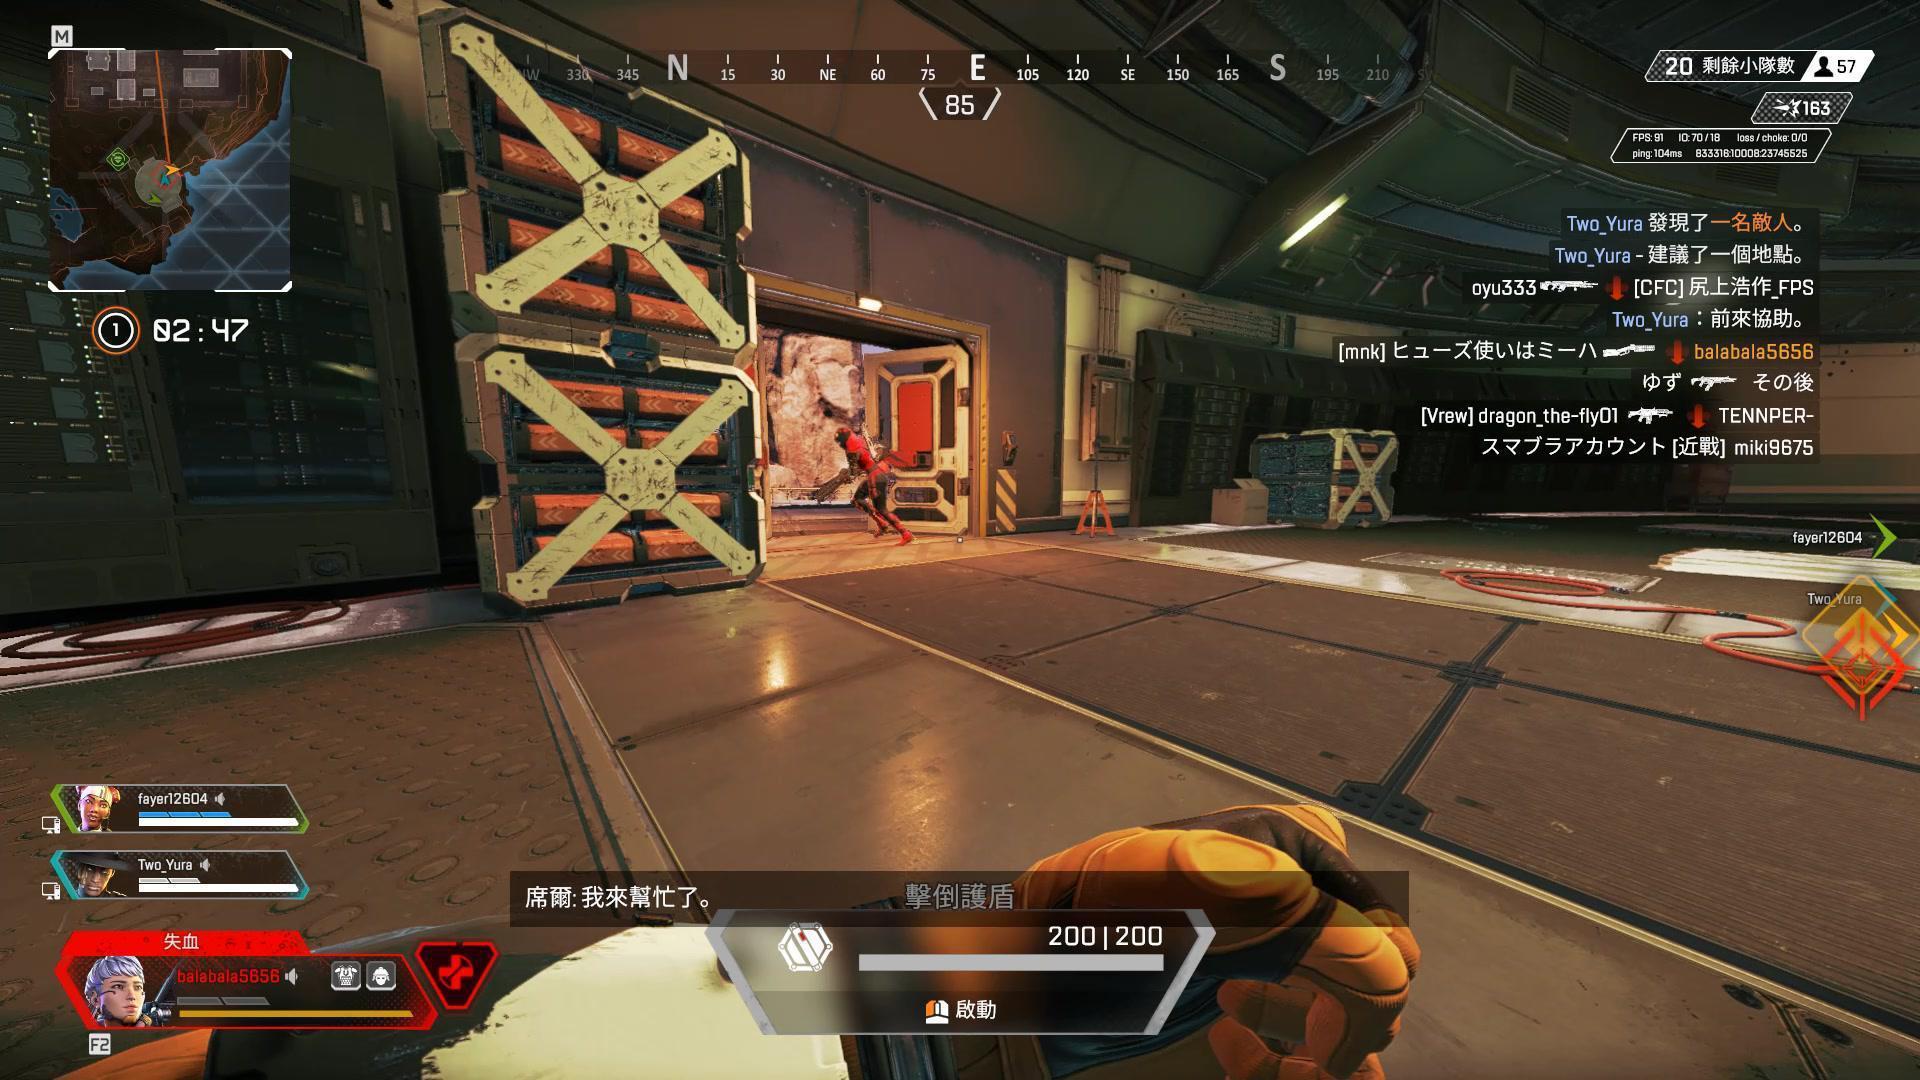 M
330 345 N 15 30 NE 60 75 E 105 120 SE 150 165 S 195 210
85
20 剩餘小隊數 57
163
FPS: 91 IO: 70 / 18 loss / choke: 0/0
ping: 104ms 833316:10008:23745525
Two_Yura 發現了一名敵人。
Two_Yura - 建議了一個地點。
oyu333 [CFC] 尻上浩作_FPS
Two_Yura：前來協助。
[mnk] ヒューズ使いはミーハ balabala5656
ゆず その後
[Vrew] dragon_the-fly01 TENNPER-
スマブラアカウント [近戰] miki9675
1 02:47
fayer12604
Two_Yura
fayer12604
Two_Yura
失血
balabala5656
F2
席爾: 我來幫忙了。
擊倒護盾
200 | 200
啟動